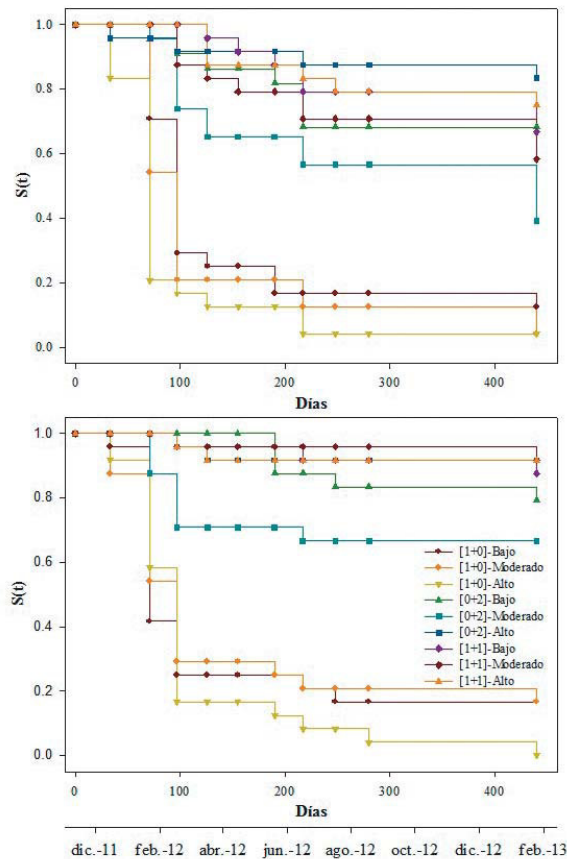 1.0
0.8
0.6
0.4
0.2
0.0
S(t)
0 100 200 300 400
Días
1.0
0.8
0.6
0.4
0.2
0.0
S(t)
[1+0]-Bajo
[1+0]-Moderado
[1+0]-Alto
[0+2]-Bajo
[0+2]-Moderado
[0+2]-Alto
[1+1]-Bajo
[1+1]-Moderado
[1+1]-Alto
0 100 200 300 400
Días
dic.-11 feb.-12 abr.-12 jun.-12 ago.-12 oct.-12 dic.-12 feb.-13